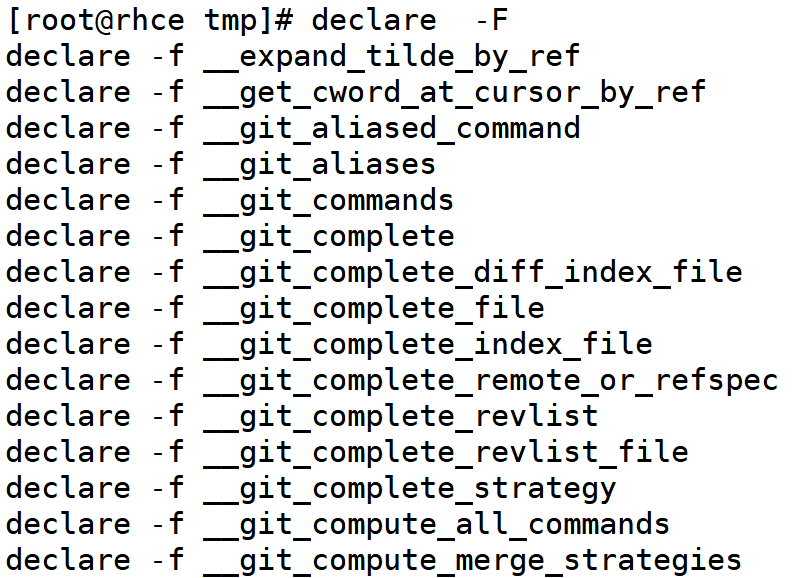 [root@rhce tmp]# declare  -F
declare -f __expand_tilde_by_ref
declare -f __get_cword_at_cursor_by_ref
declare -f __git_aliased_command
declare -f __git_aliases
declare -f __git_commands
declare -f __git_complete
declare -f __git_complete_diff_index_file
declare -f __git_complete_file
declare -f __git_complete_index_file
declare -f __git_complete_remote_or_refspec
declare -f __git_complete_revlist
declare -f __git_complete_revlist_file
declare -f __git_complete_strategy
declare -f __git_compute_all_commands
declare -f __git_compute_merge_strategies